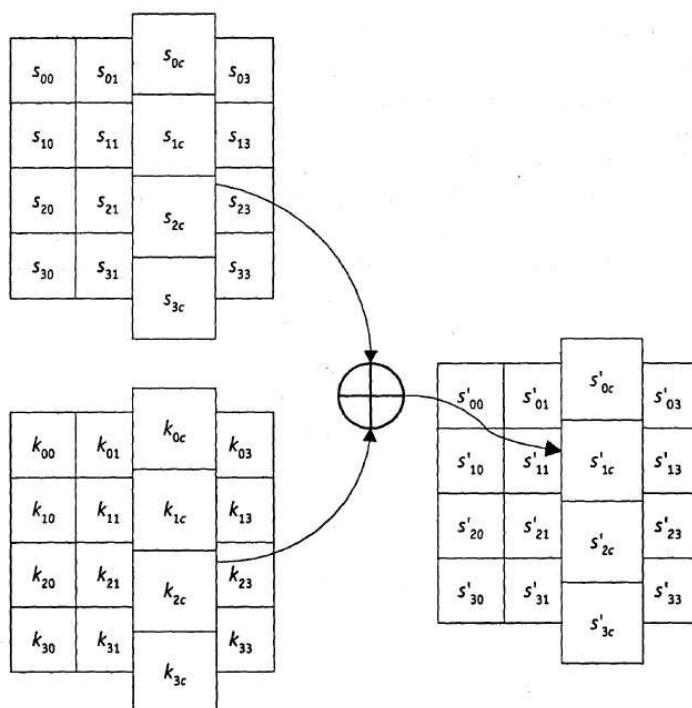 s00 s01 s0c s03
s10 s11 s1c s13
s20 s21 s2c s23
s30 s31 s3c s33
k00 k01 k0c k03
k10 k11 k1c k13
k20 k21 k2c k23
k30 k31 k3c k33
s'00 s'01 s'0c s'03
s'10 s'11 s'1c s'13
s'20 s'21 s'2c s'23
s'30 s'31 s'3c s'33